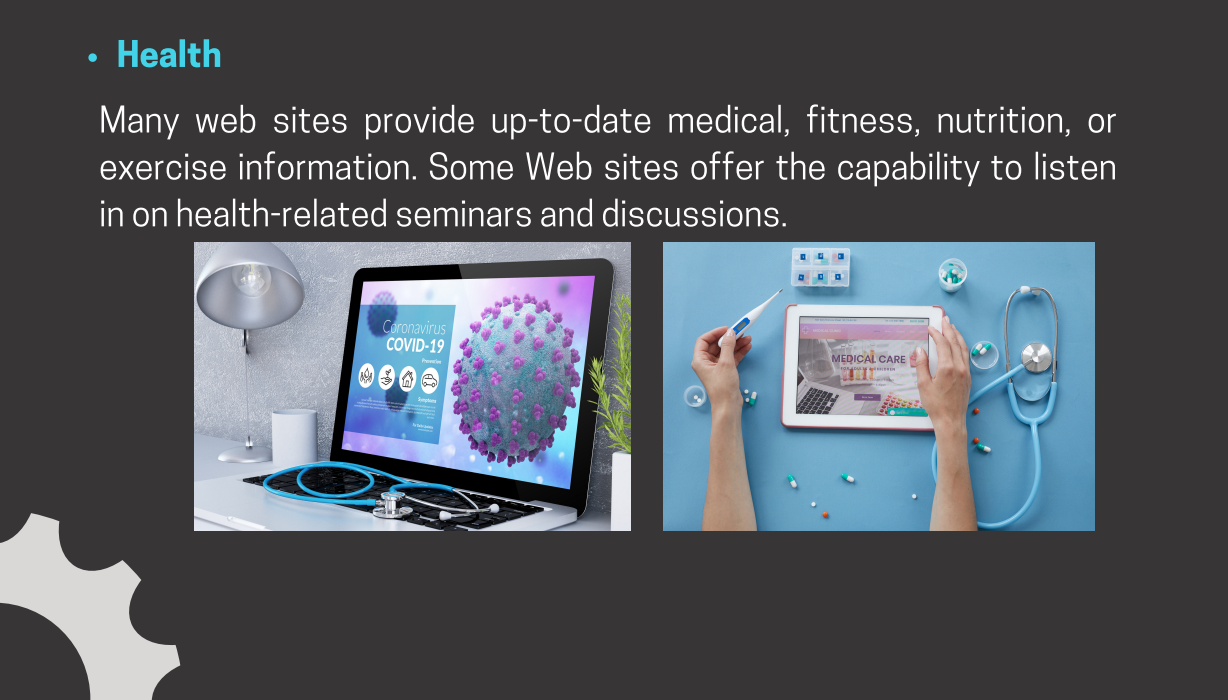 • Health
Many web sites provide up-to-date medical, fitness, nutrition, or
exercise information. Some Web sites offer the capability to listen
in on health-related seminars and discussions.
Coronavirus
COVID-19
Prevention
Symptoms
MEDICAL CARE